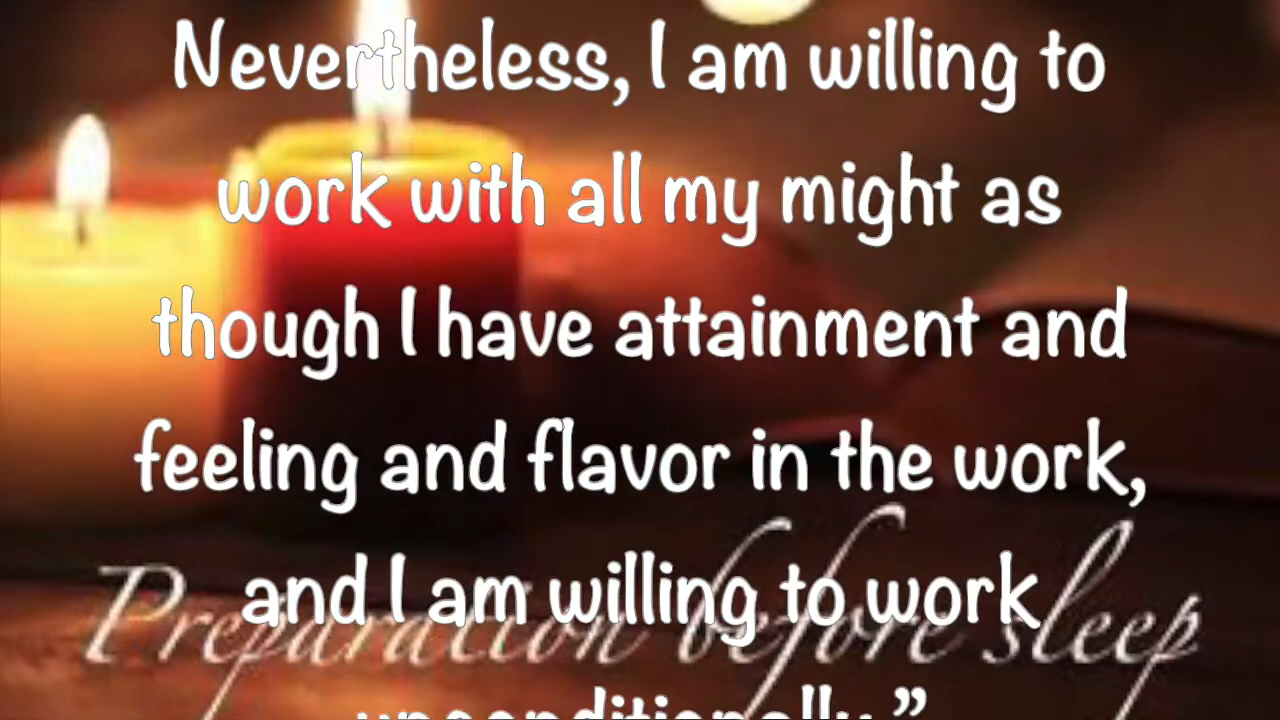 Nevertheless, I am willing to
work with all my might as
though I have attainment and
feeling and flavor in the work,
and I am willing to work
Preparation before sleep
unconditionally.”